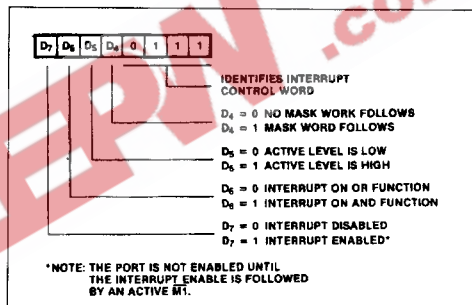 D7 D6 D5 D4 0 1 1 1
IDENTIFIES INTERRUPT
CONTROL WORD
D4 = 0 NO MASK WORK FOLLOWS
D4 = 1 MASK WORD FOLLOWS
D5 = 0 ACTIVE LEVEL IS LOW
D5 = 1 ACTIVE LEVEL IS HIGH
D6 = 0 INTERRUPT ON OR FUNCTION
D6 = 1 INTERRUPT ON AND FUNCTION
D7 = 0 INTERRUPT DISABLED
D7 = 1 INTERRUPT ENABLED*
*NOTE: THE PORT IS NOT ENABLED UNTIL
THE INTERRUPT ENABLE IS FOLLOWED
BY AN ACTIVE M1.
EEPW.co